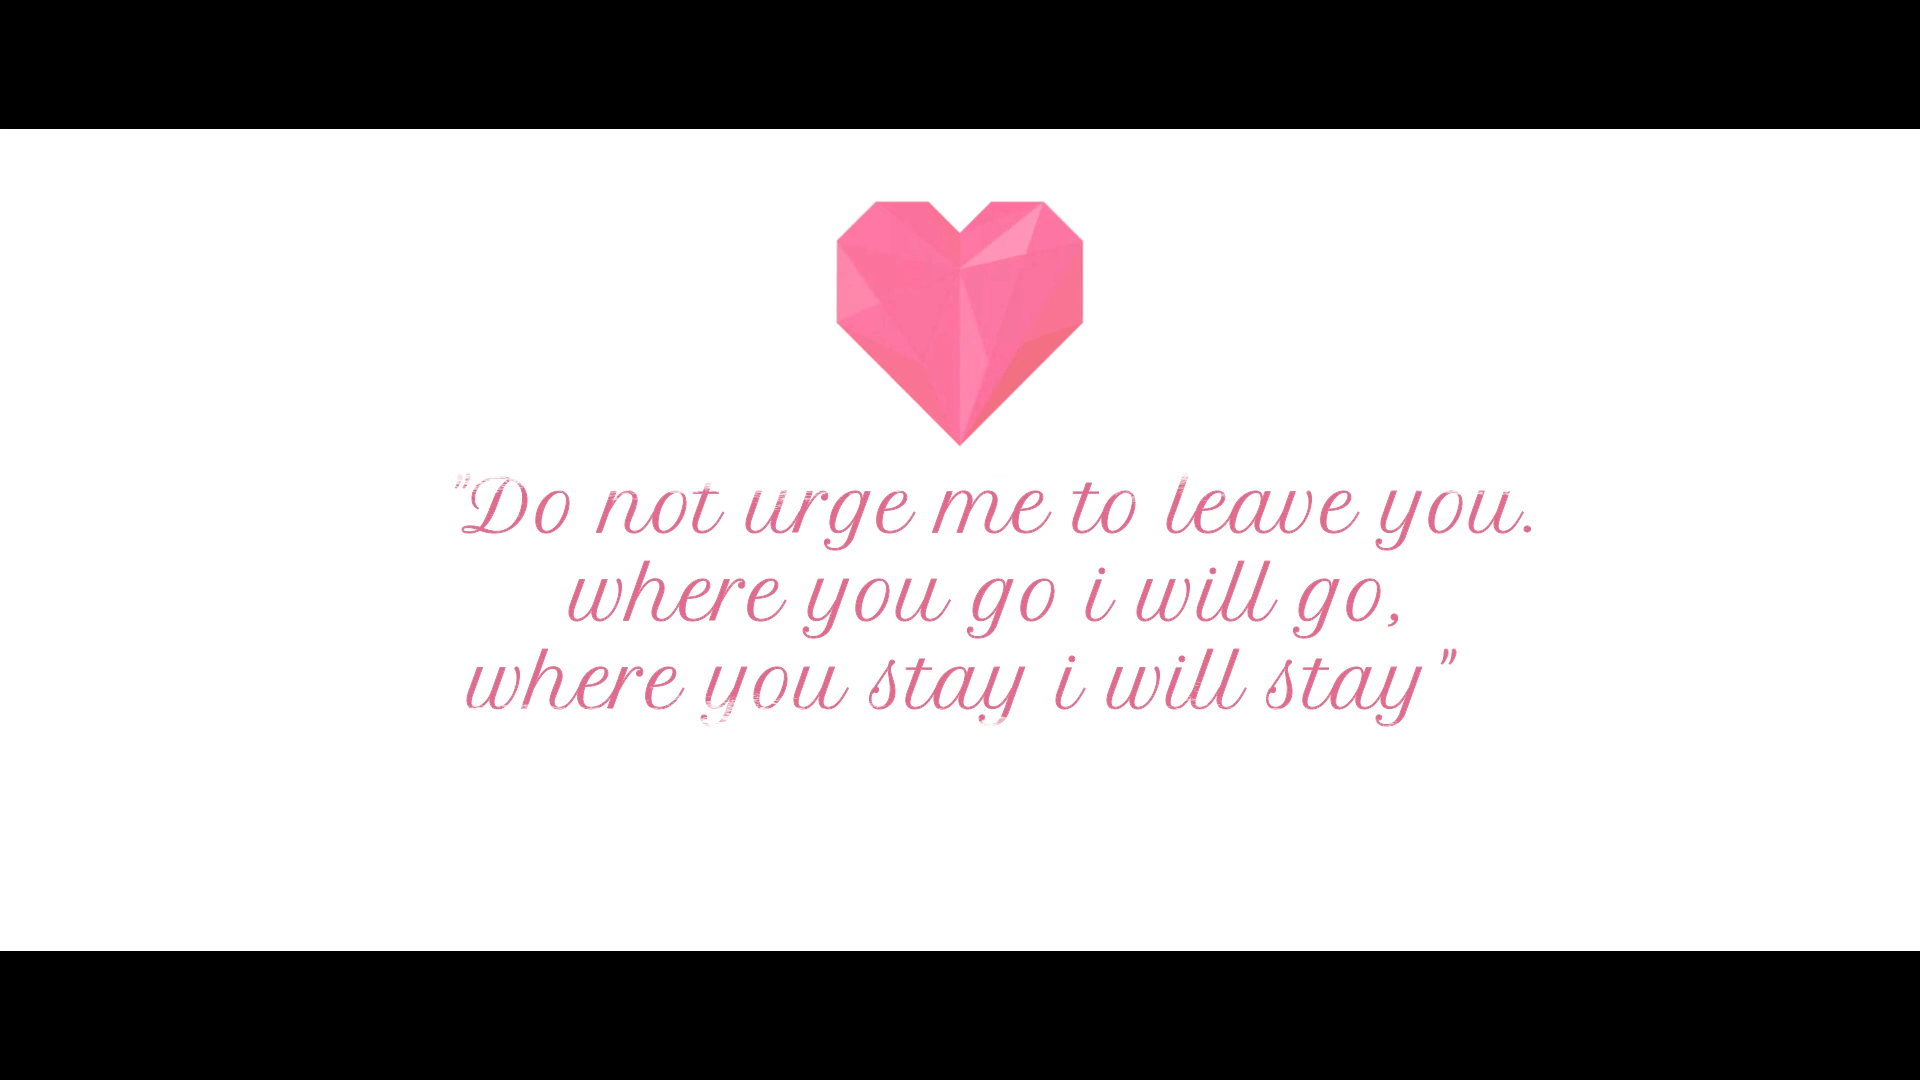 "Do not urge me to leave you.
where you go i will go,
where you stay i will stay"